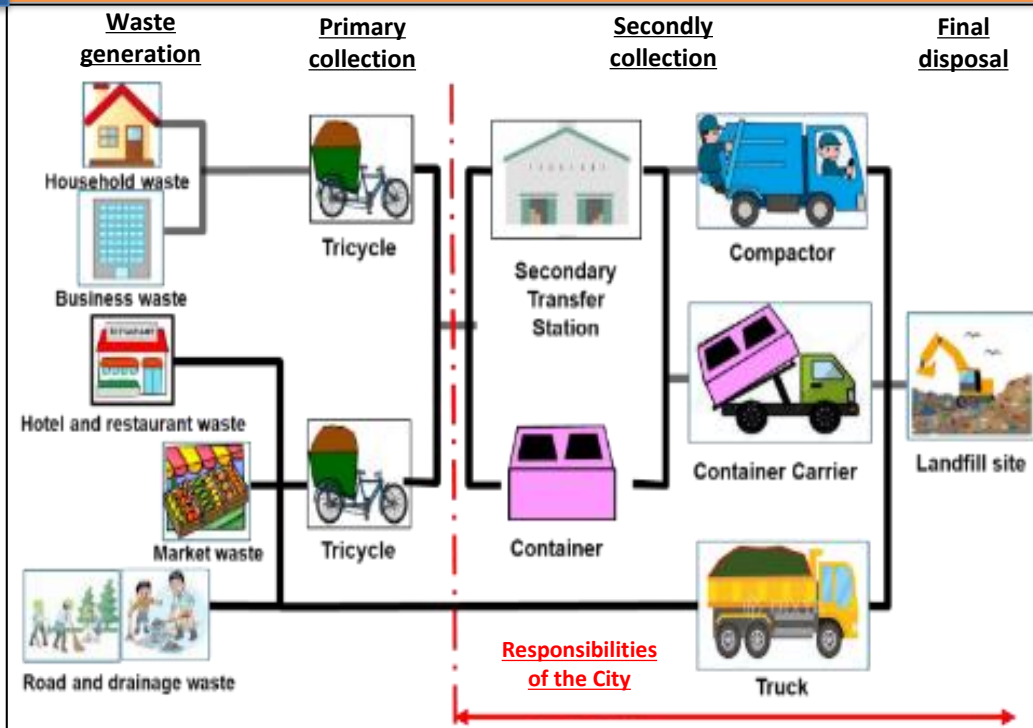 Waste
generation
Primary
collection
Secondly
collection
Final
disposal
Household waste
Business waste
RESTAURANT
Hotel and restaurant waste
Market waste
Road and drainage waste
Tricycle
Tricycle
Secondary
Transfer
Station
Container
Compactor
Container Carrier
Truck
Landfill site
Responsibilities
of the City